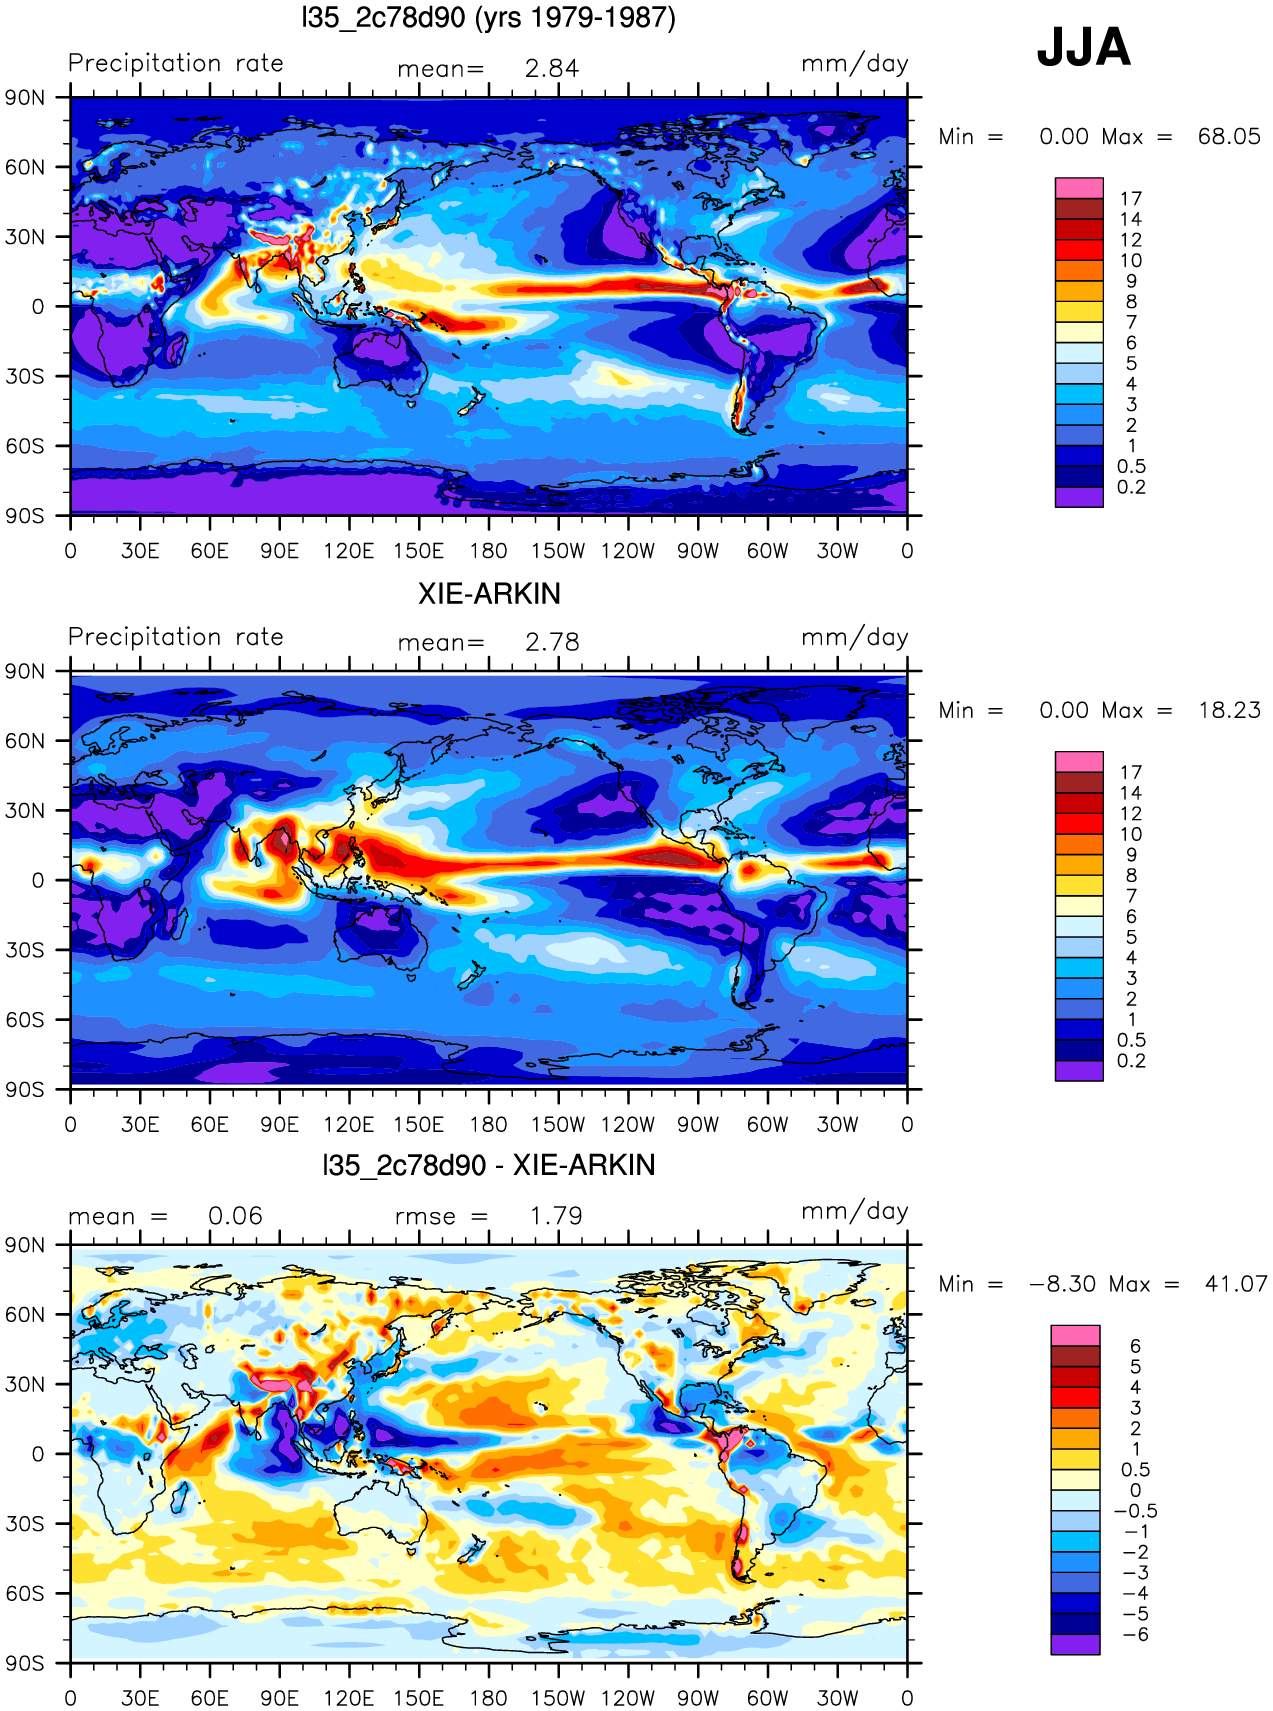 l35_2c78d90 (yrs 1979-1987)
JJA
Precipitation rate mean= 2.84 mm/day
Min = 0.00 Max = 68.05
90N
60N
30N
0
30S
60S
90S
0 30E 60E 90E 120E 150E 180 150W 120W 90W 60W 30W 0
17
14
12
10
9
8
7
6
5
4
3
2
1
0.5
0.2
XIE-ARKIN
Precipitation rate mean= 2.78 mm/day
Min = 0.00 Max = 18.23
90N
60N
30N
0
30S
60S
90S
0 30E 60E 90E 120E 150E 180 150W 120W 90W 60W 30W 0
17
14
12
10
9
8
7
6
5
4
3
2
1
0.5
0.2
l35_2c78d90 - XIE-ARKIN
mean = 0.06 rmse = 1.79 mm/day
Min = −8.30 Max = 41.07
90N
60N
30N
0
30S
60S
90S
0 30E 60E 90E 120E 150E 180 150W 120W 90W 60W 30W 0
6
5
4
3
2
1
0.5
0
−0.5
−1
−2
−3
−4
−5
−6